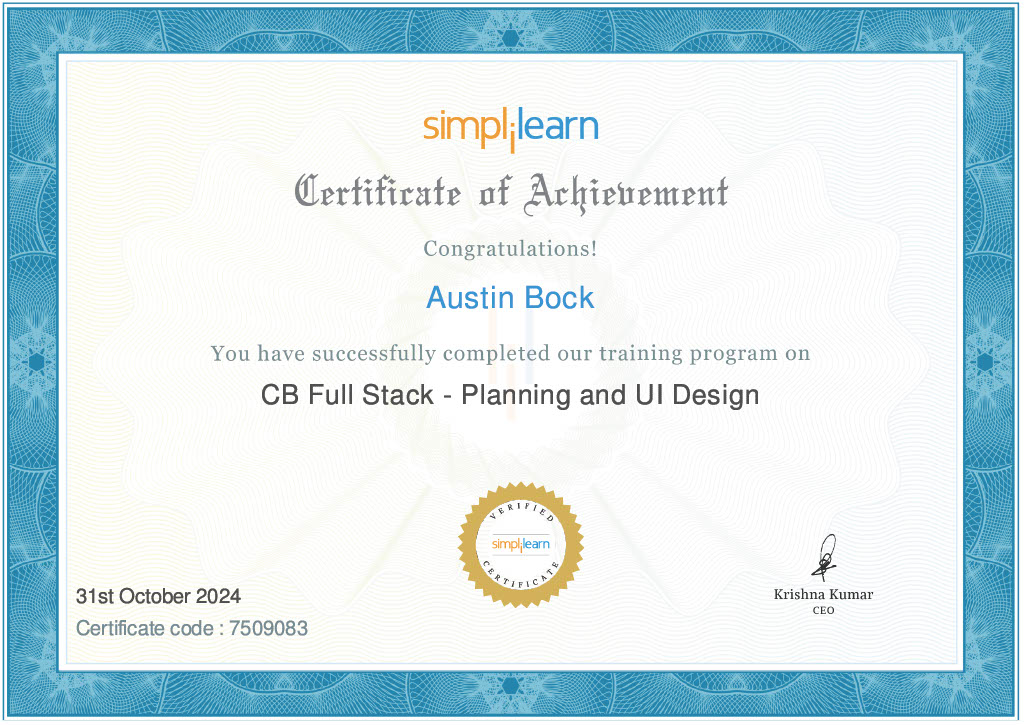 simplilearn
Certificate of Achievement
Congratulations!
Austin Bock
You have successfully completed our training program on
CB Full Stack - Planning and UI Design
VERIFIED
simplilearn
CERTIFICATE
31st October 2024
Certificate code : 7509083
Krishna Kumar
CEO